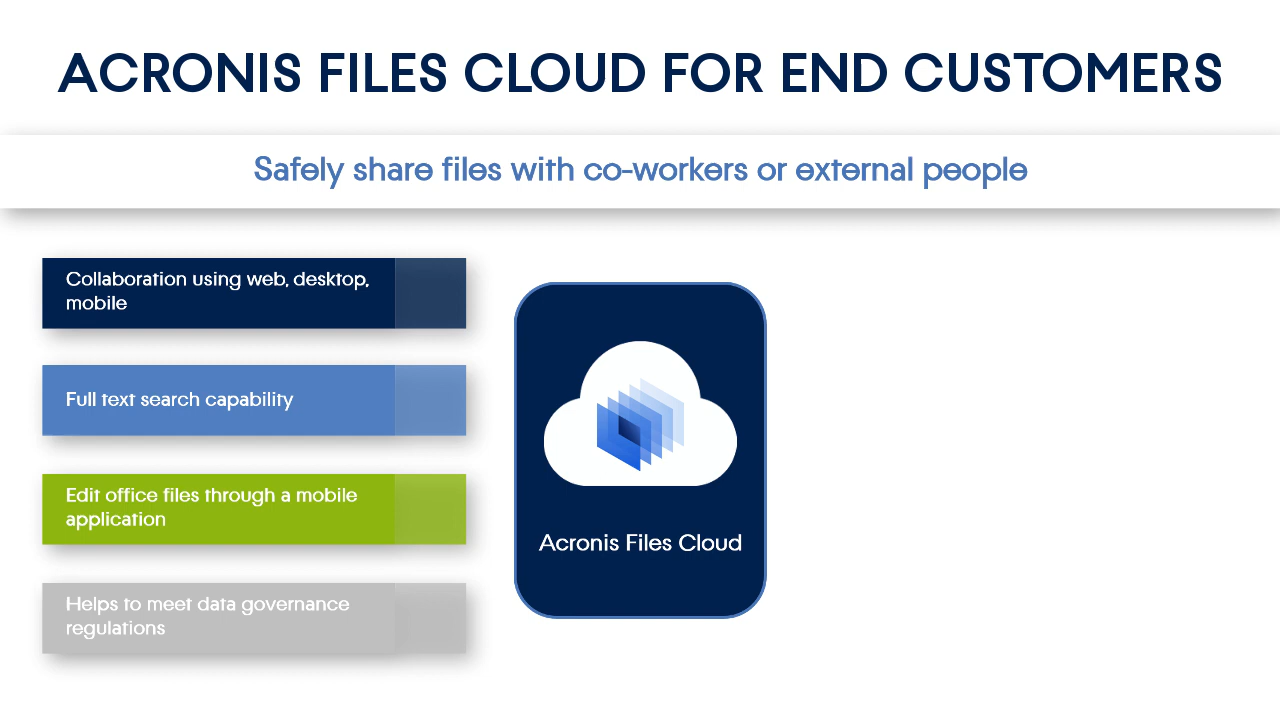 ACRONIS FILES CLOUD FOR END CUSTOMERS
Safely share files with co-workers or external people
Collaboration using web, desktop,
mobile
Full text search capability
Edit office files through a mobile
application
Helps to meet data governance
regulations
Acronis Files Cloud